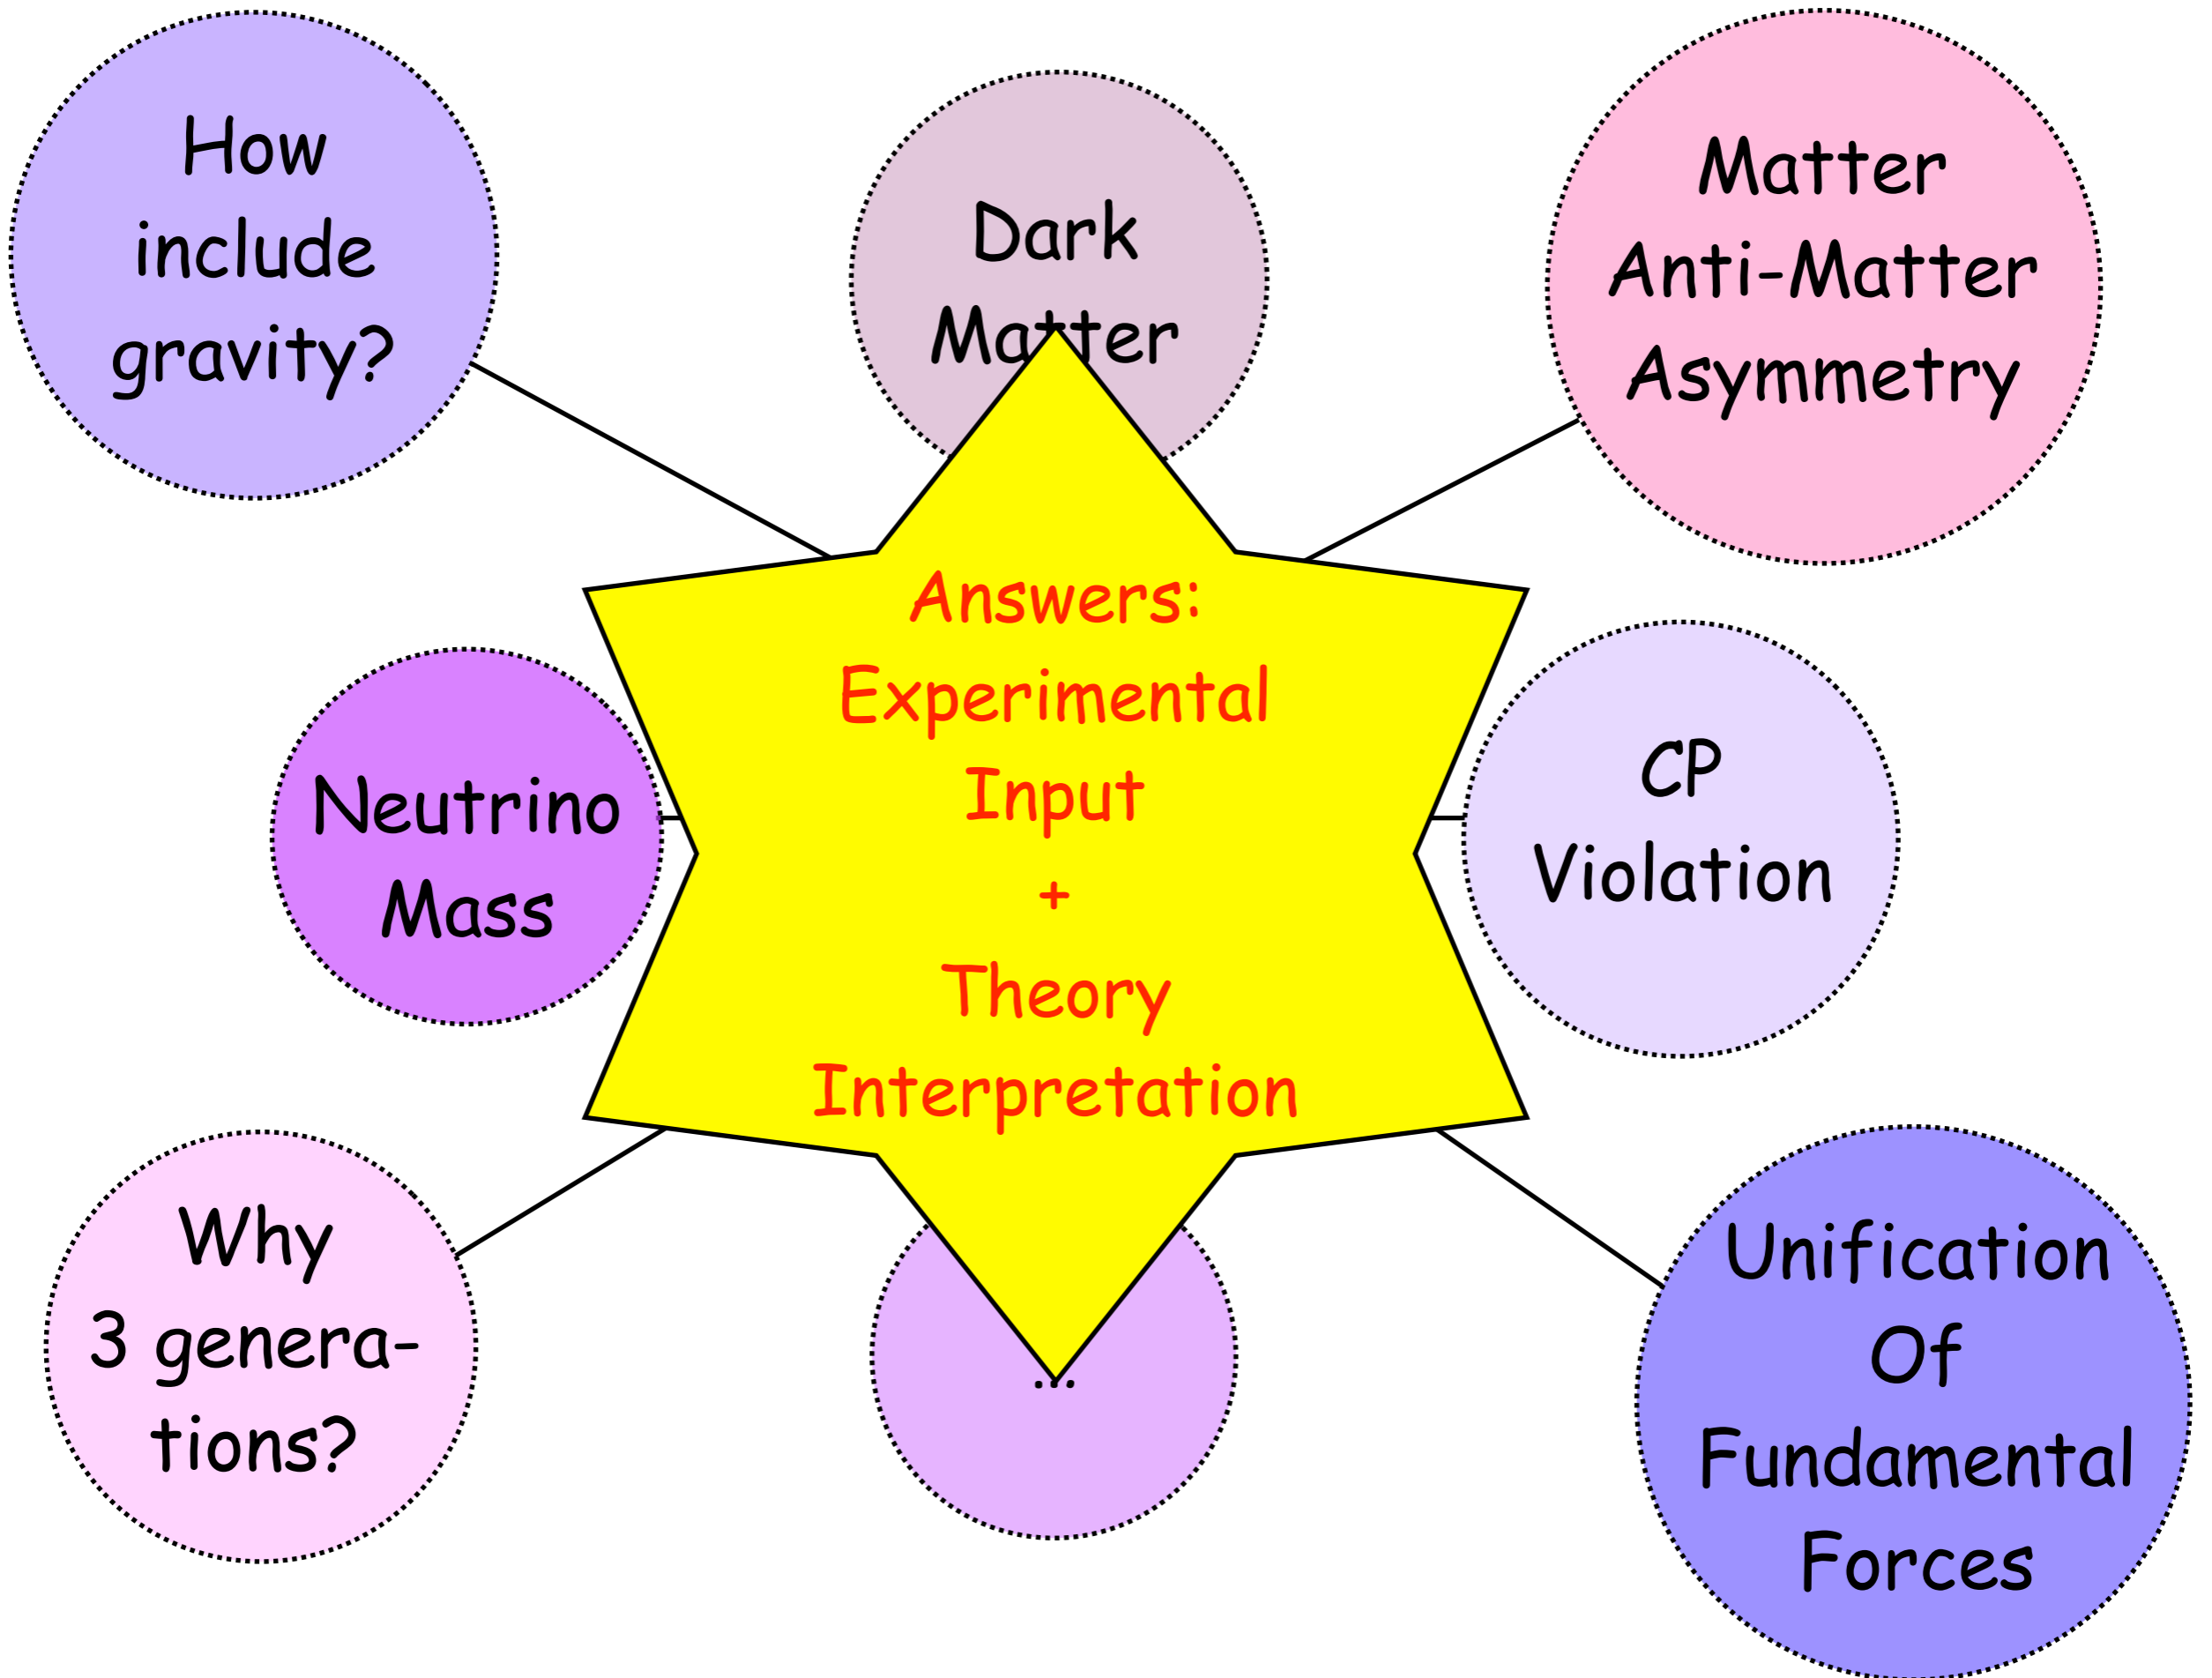 How
include
gravity?
Dark
Matter
Matter
Anti-Matter
Asymmetry
Answers:
Experimental
Input
+
Theory
Interpretation
Neutrino
Mass
CP
Violation
Why
3 genera-
tions?
...
Unification
Of
Fundamental
Forces